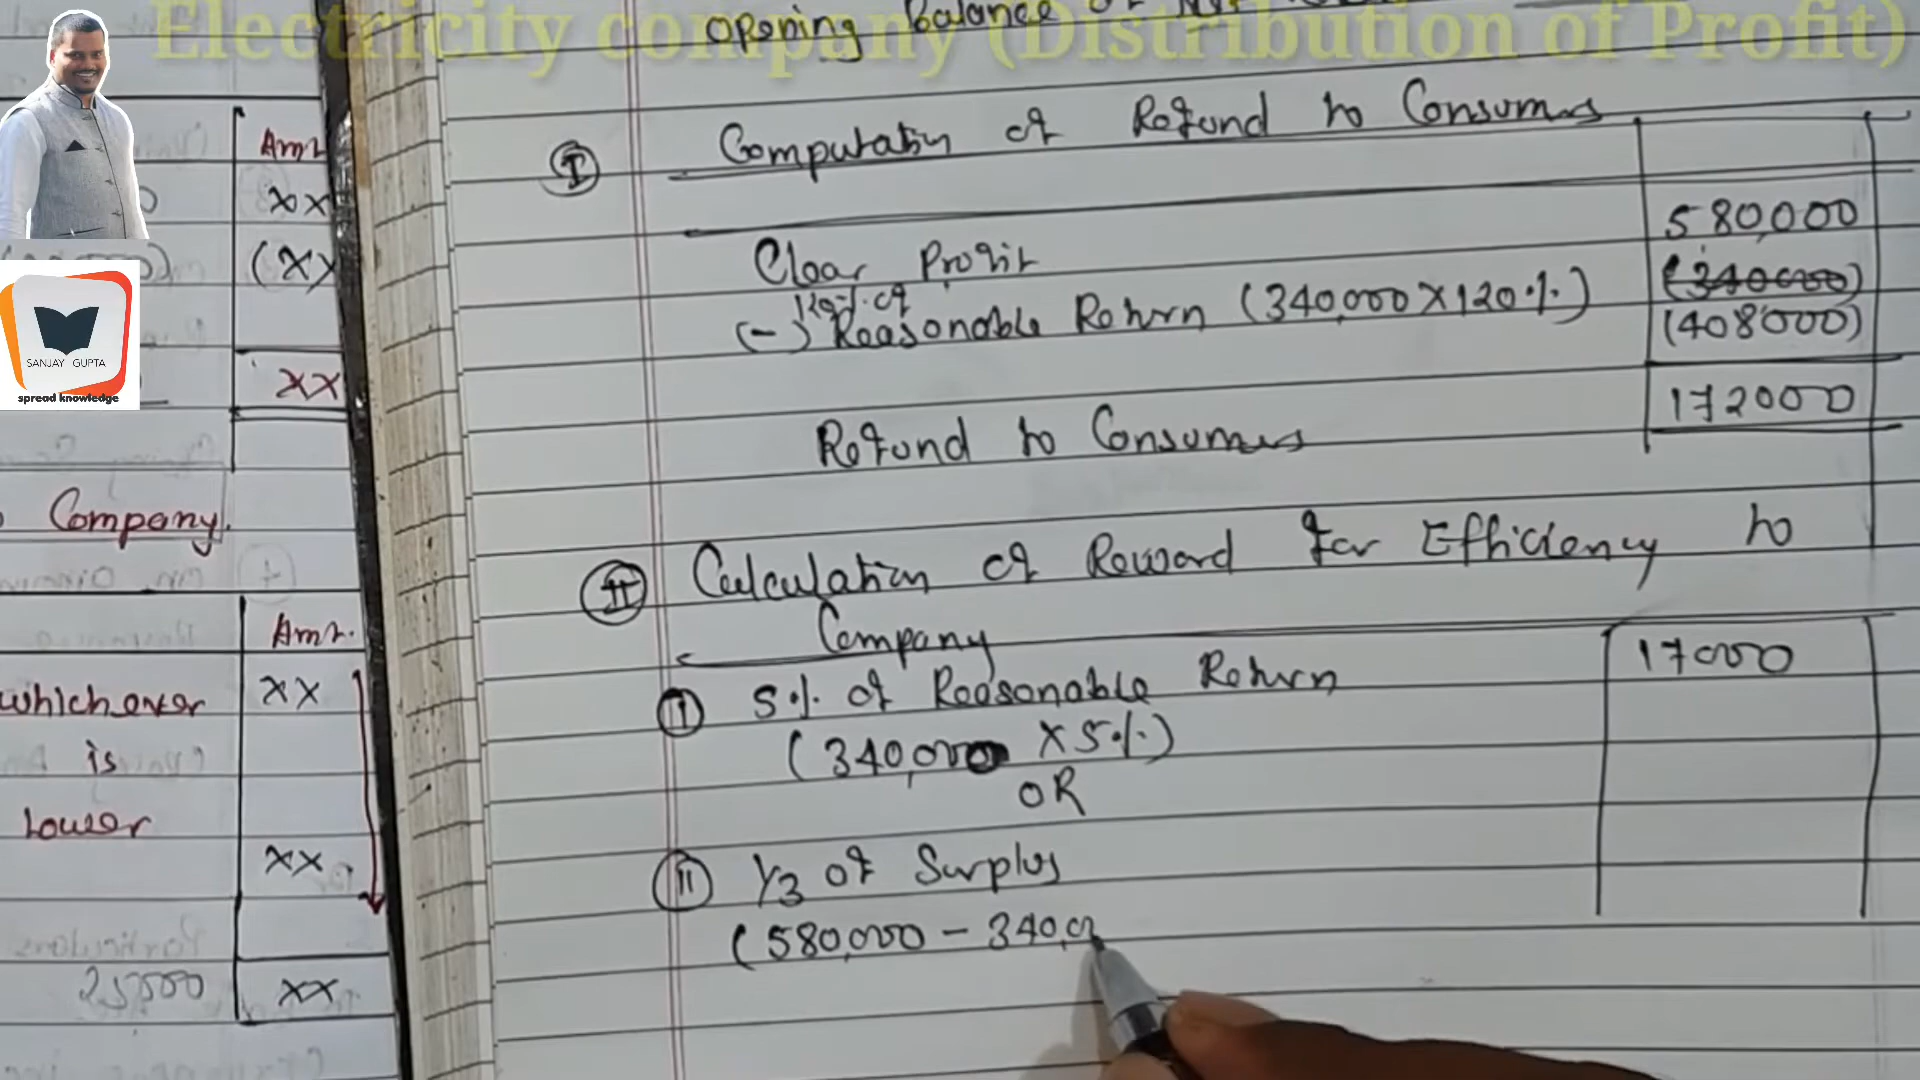 Electricity company (Distribution of Profit)
opening balance of
Amt
XX
(XX
XX
SANJAY GUPTA
spread knowledge
Company.
Amt.
whichever
XX
is
Lower
XX
XX
I Computation of Refund to Consumers
Clear Profit 580,000
120% of
(-) Reasonable Return (340,000 X 120%) (340000)
(408000)
Refund to Consumers 172000
II Calculation of Reward for Efficiency to
Company
I 5% of Reasonable Return 17000
(340,000 X 5%)
OR
II 1/3 of Surplus
(580,000 - 340,0